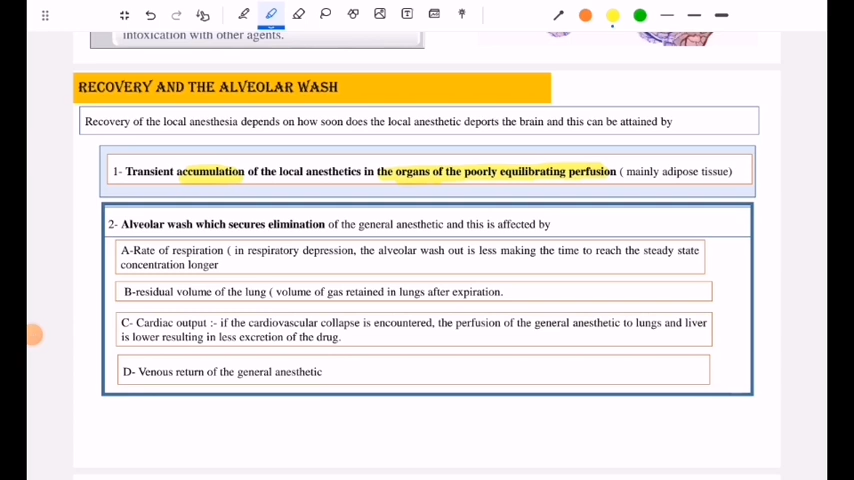 intoxication with other agents.
RECOVERY AND THE ALVEOLAR WASH
Recovery of the local anesthesia depends on how soon does the local anesthetic deports the brain and this can be attained by
1- Transient accumulation of the local anesthetics in the organs of the poorly equilibrating perfusion ( mainly adipose tissue)
2- Alveolar wash which secures elimination of the general anesthetic and this is affected by
A-Rate of respiration ( in respiratory depression, the alveolar wash out is less making the time to reach the steady state
concentration longer
B-residual volume of the lung ( volume of gas retained in lungs after expiration.
C- Cardiac output :- if the cardiovascular collapse is encountered, the perfusion of the general anesthetic to lungs and liver
is lower resulting in less excretion of the drug.
D- Venous return of the general anesthetic